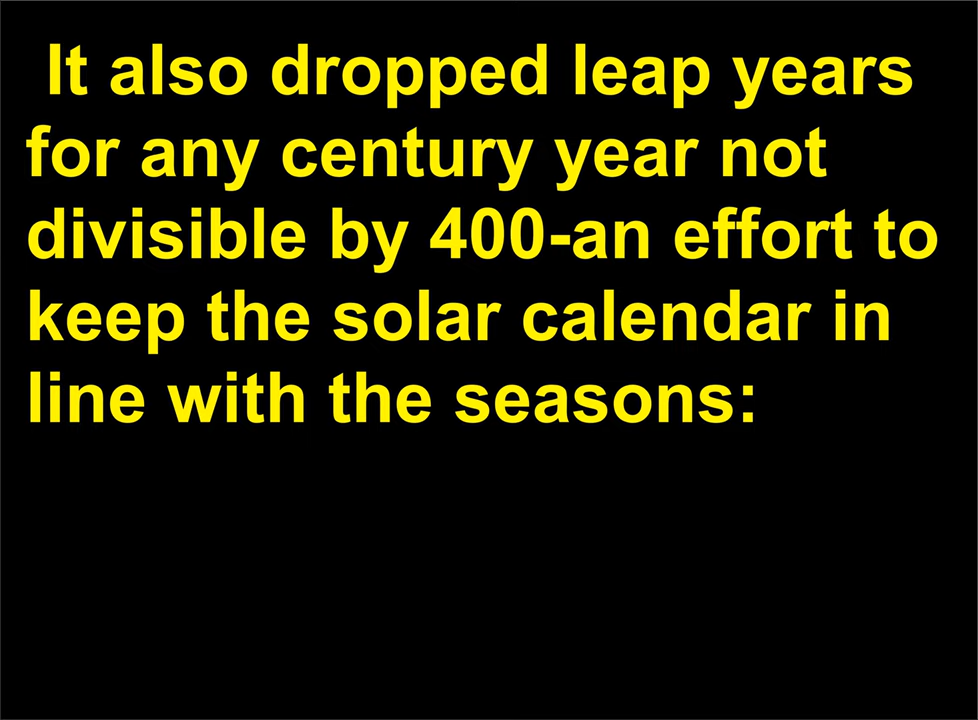 It also dropped leap years
for any century year not
divisible by 400-an effort to
keep the solar calendar in
line with the seasons: